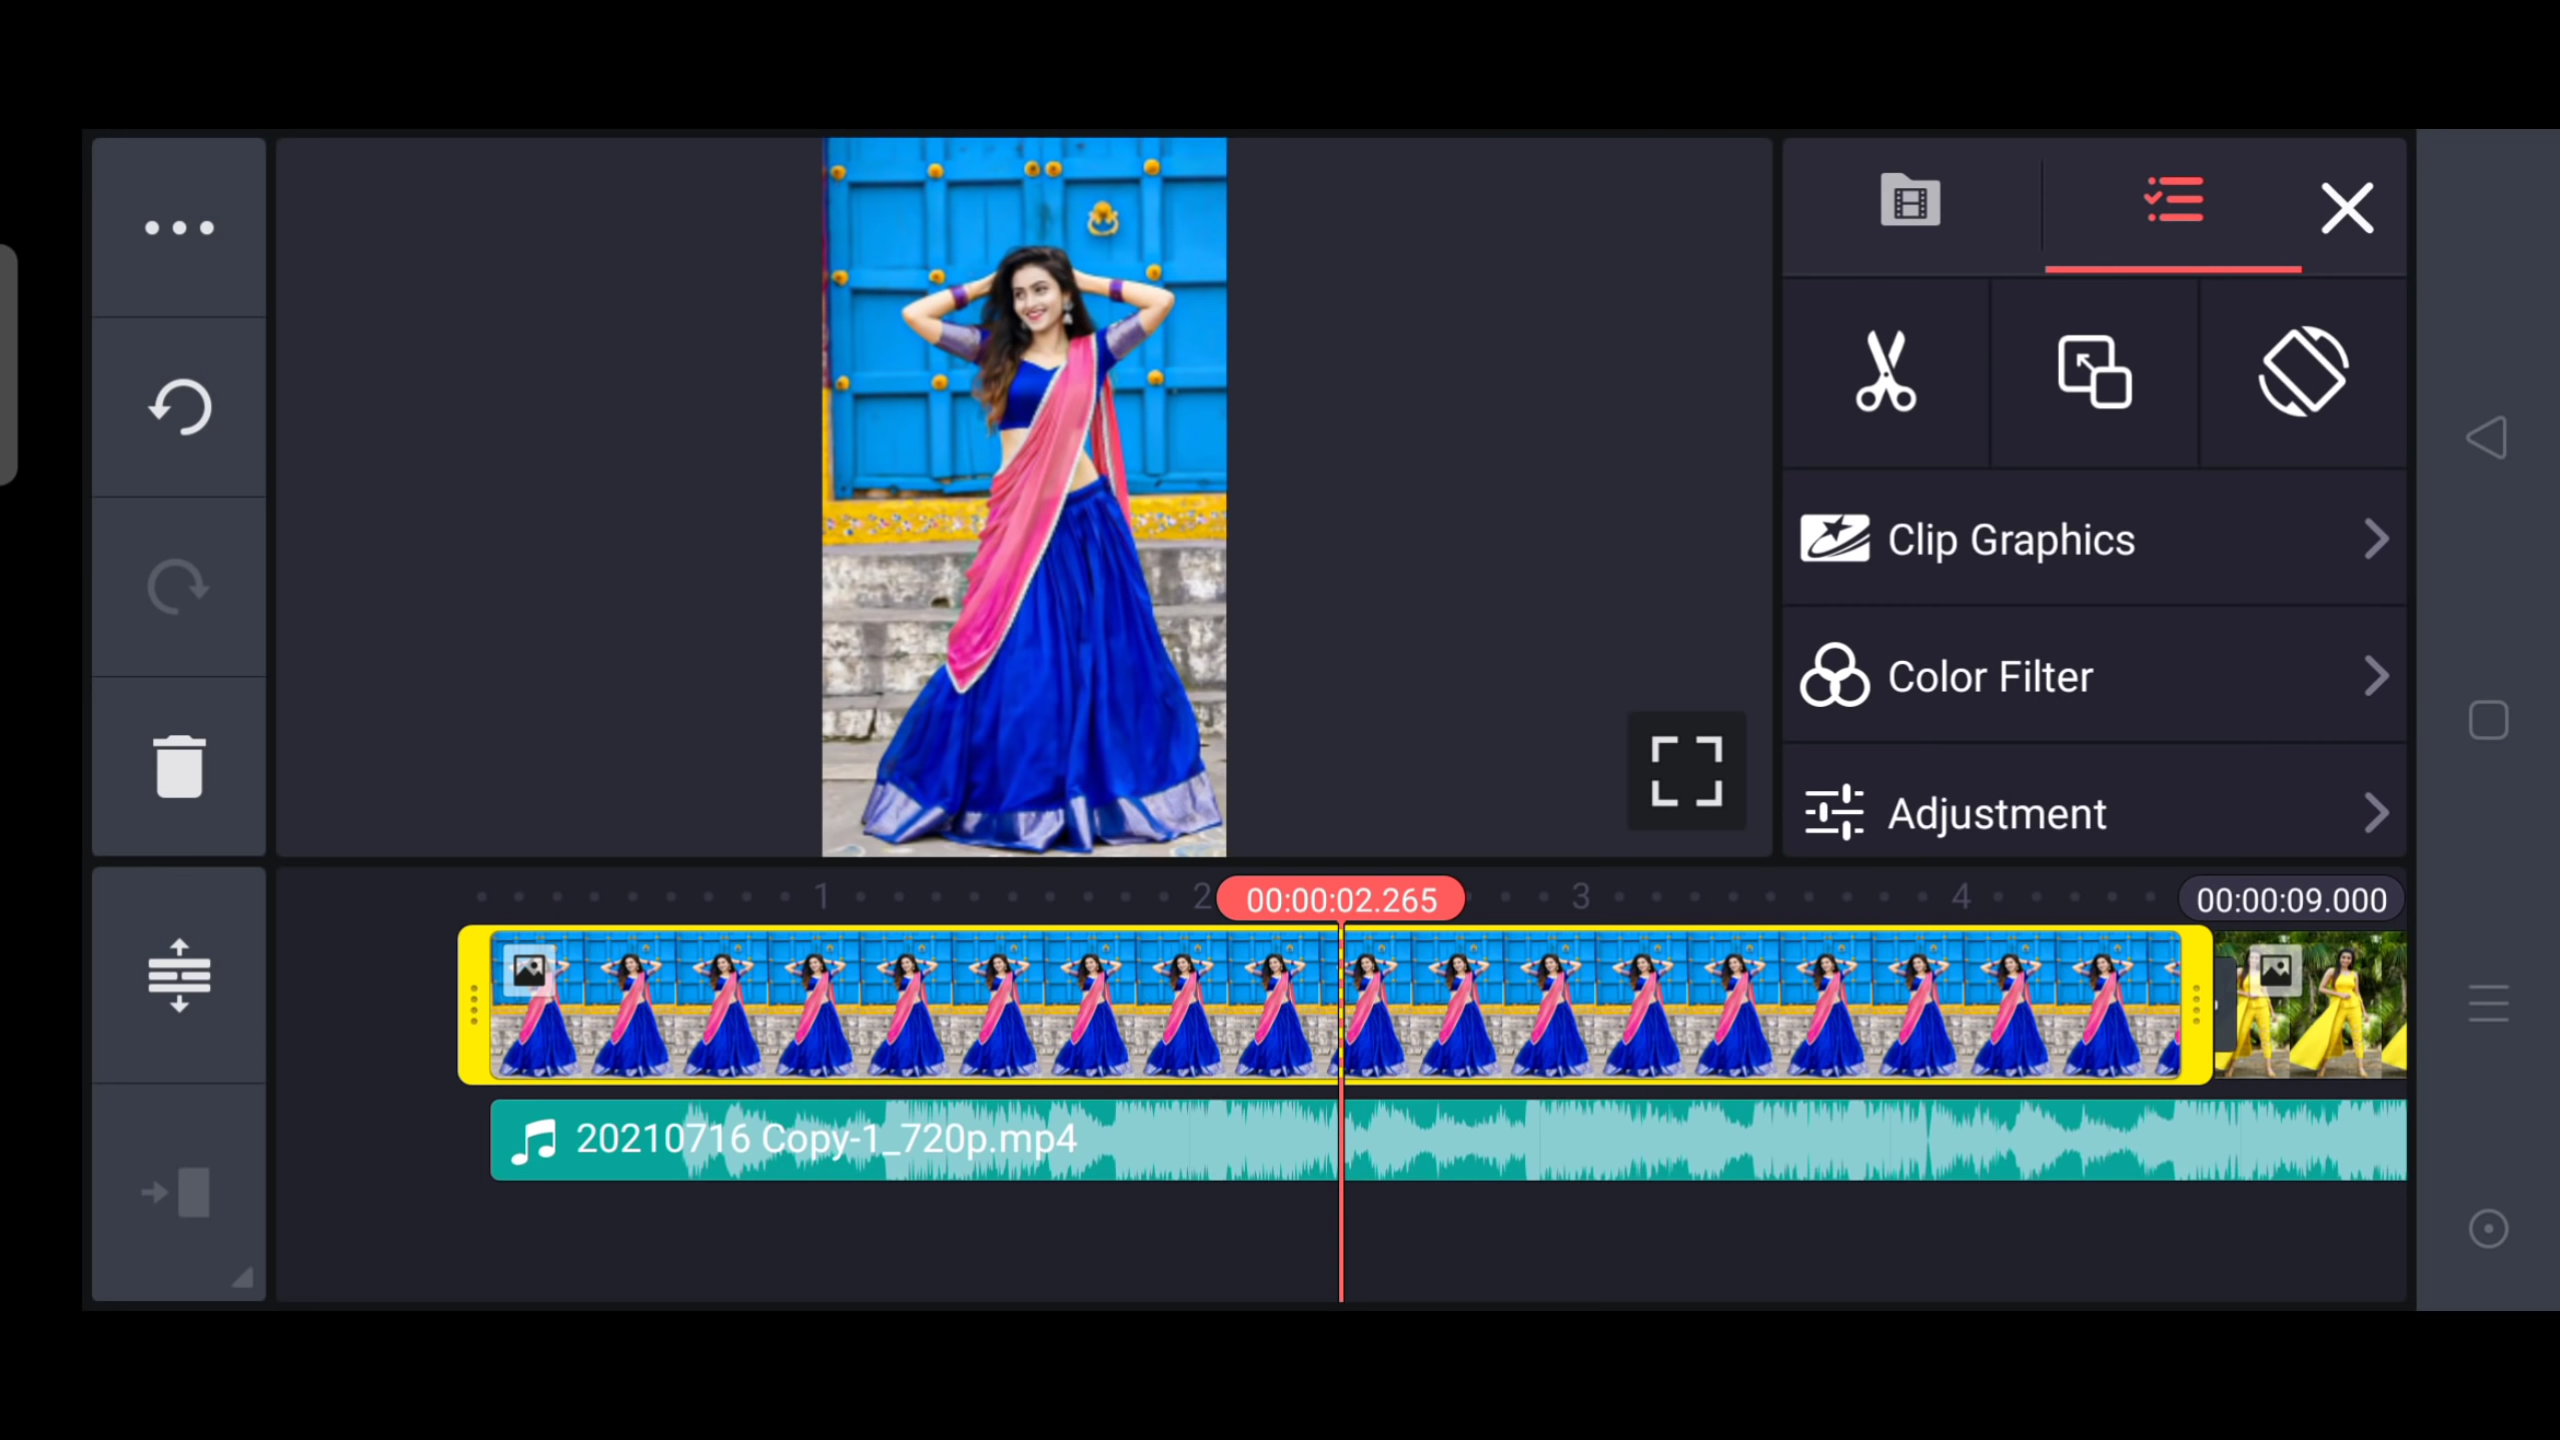 Clip Graphics
Color Filter
Adjustment
1
2
00:00:02.265
3
4
00:00:09.000
20210716 Copy-1_720p.mp4